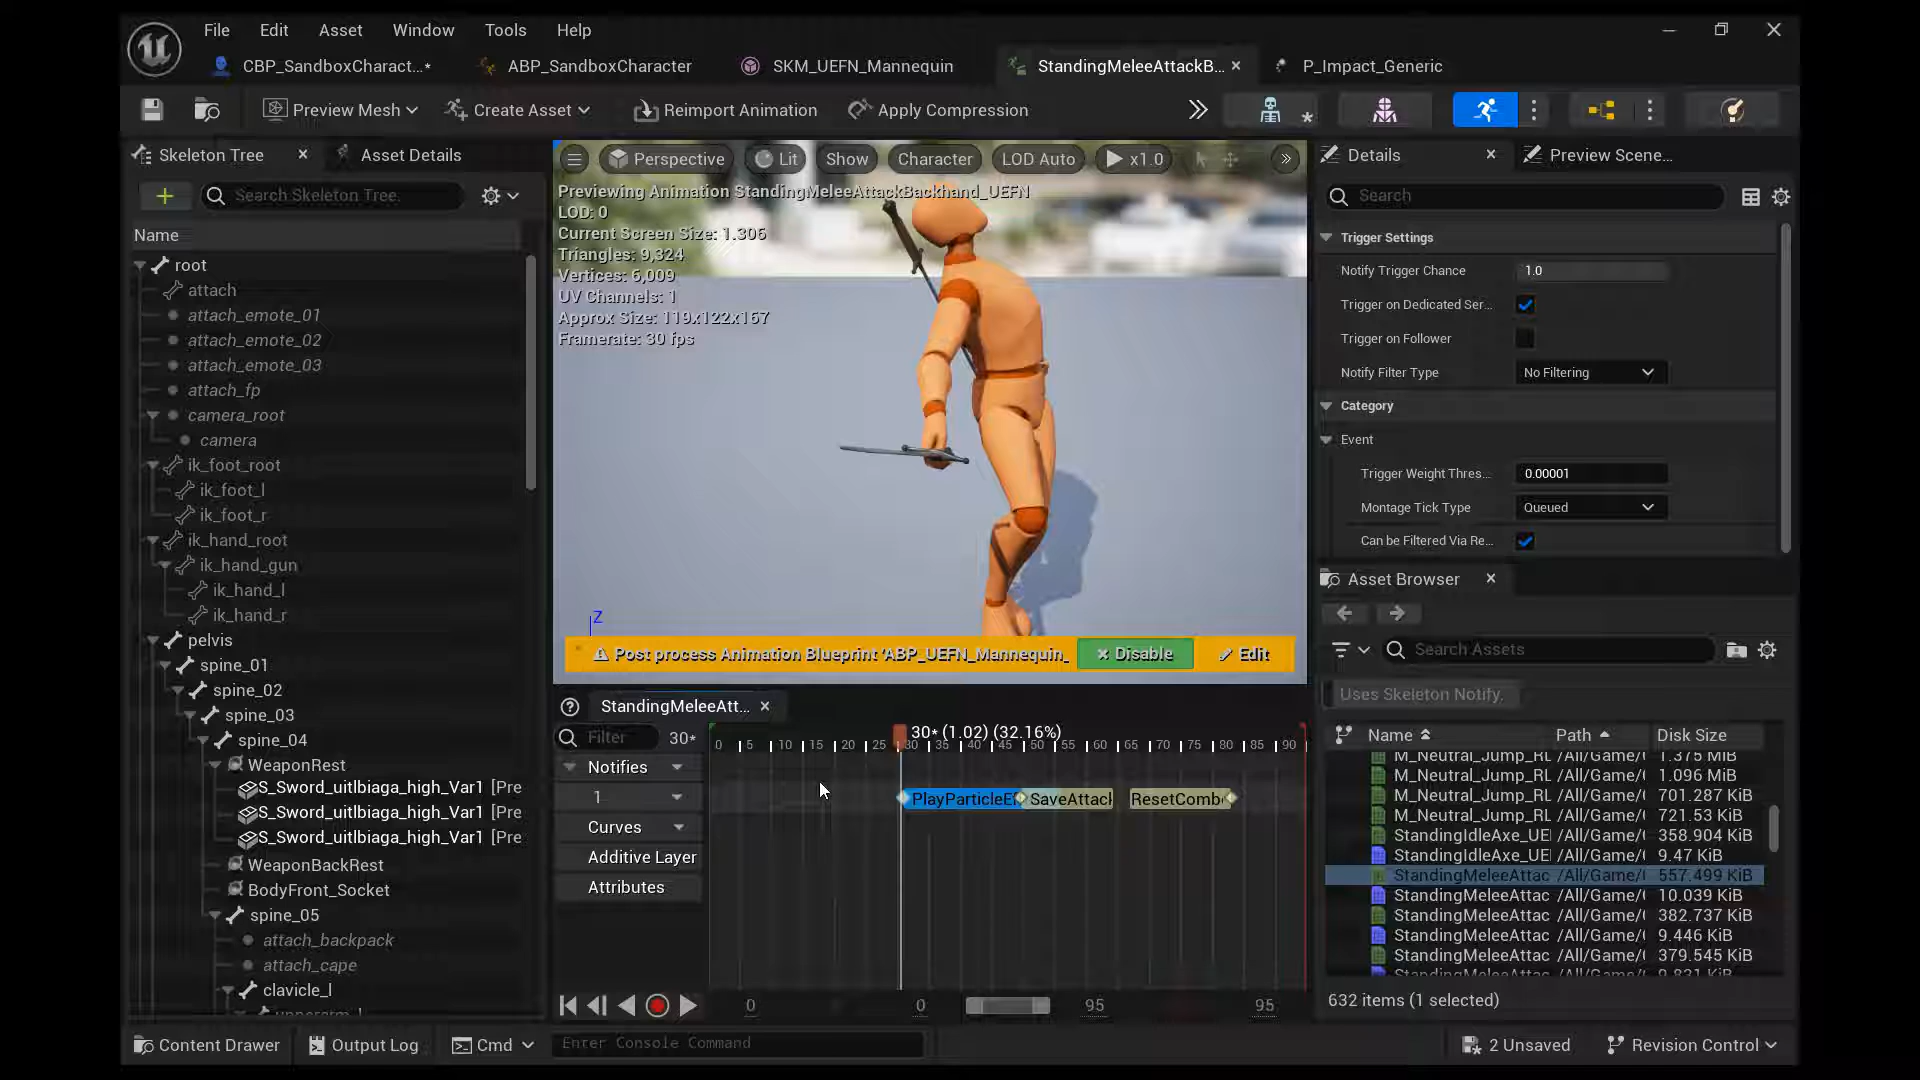 File Edit Asset Window Tools Help
CBP_SandboxCharact...* ABP_SandboxCharacter SKM_UEFN_Mannequin StandingMeleeAttackB... P_Impact_Generic
Preview Mesh Create Asset Reimport Animation Apply Compression
Skeleton Tree Asset Details
Search Skeleton Tree.
Name
root
attach
attach_emote_01
attach_emote_02
attach_emote_03
attach_fp
camera_root
camera
ik_foot_root
ik_foot_l
ik_foot_r
ik_hand_root
ik_hand_gun
ik_hand_l
ik_hand_r
pelvis
spine_01
spine_02
spine_03
spine_04
WeaponRest
S_Sword_uitlbiaga_high_Var1 [Pre
S_Sword_uitlbiaga_high_Var1 [Pre
S_Sword_uitlbiaga_high_Var1 [Pre
WeaponBackRest
BodyFront_Socket
spine_05
attach_backpack
attach_cape
clavicle_l
Perspective Lit Show Character LOD Auto x1.0
Previewing Animation StandingMeleeAttackBackhand_UEFN
LOD: 0
Current Screen Size: 1.306
Triangles: 9,324
Vertices: 6,009
UV Channels: 1
Approx Size: 119x122x167
Framerate: 30 fps
Z
Post process Animation Blueprint 'ABP_UEFN_Mannequin_ Disable Edit
StandingMeleeAtt...
Filter 30*
30* (1.02) (32.16%)
0 5 10 15 20 25 30 35 40 45 50 55 60 65 70 75 80 85 90
Notifies
1
PlayParticleE SaveAttack ResetComb
Curves
Additive Layer
Attributes
0 0 95 95
Details Preview Scene...
Search
Trigger Settings
Notify Trigger Chance 1.0
Trigger on Dedicated Ser...
Trigger on Follower
Notify Filter Type No Filtering
Category
Event
Trigger Weight Thres... 0.00001
Montage Tick Type Queued
Can be Filtered Via Re...
Asset Browser
Search Assets
Uses Skeleton Notify.
Name Path Disk Size
M_Neutral_Jump_RL /All/Game/( 1.375 MiB
M_Neutral_Jump_RL /All/Game/( 1.096 MiB
M_Neutral_Jump_RL /All/Game/( 701.287 KiB
M_Neutral_Jump_RL /All/Game/( 721.53 KiB
StandingIdleAxe_UEI /All/Game/( 358.904 KiB
StandingIdleAxe_UEI /All/Game/( 9.47 KiB
StandingMeleeAttac /All/Game/( 557.499 KiB
StandingMeleeAttac /All/Game/( 10.039 KiB
StandingMeleeAttac /All/Game/( 382.737 KiB
StandingMeleeAttac /All/Game/( 9.446 KiB
StandingMeleeAttac /All/Game/( 379.545 KiB
StandingMeleeAttac /All/Game/( 9.831 KiB
632 items (1 selected)
Content Drawer Output Log Cmd Enter Console Command 2 Unsaved Revision Control